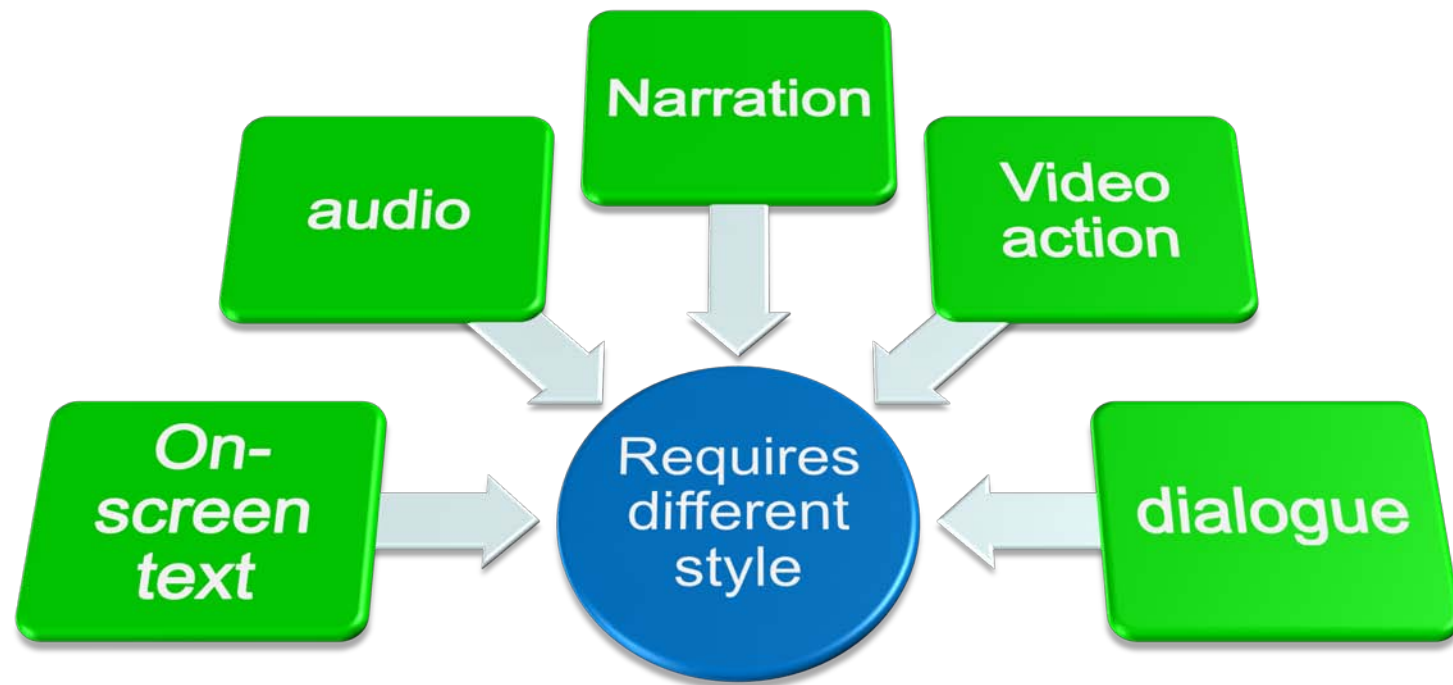 Narration
audio
Video
action
On-
screen
text
Requires
different
style
dialogue